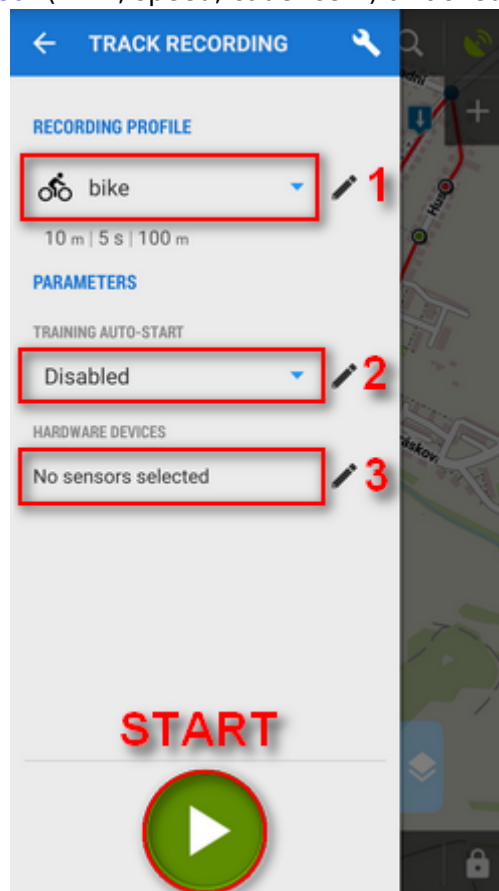 TRACK RECORDING
RECORDING PROFILE
bike
1
10 m | 5 s | 100 m
PARAMETERS
TRAINING AUTO-START
Disabled
2
HARDWARE DEVICES
No sensors selected
3
START